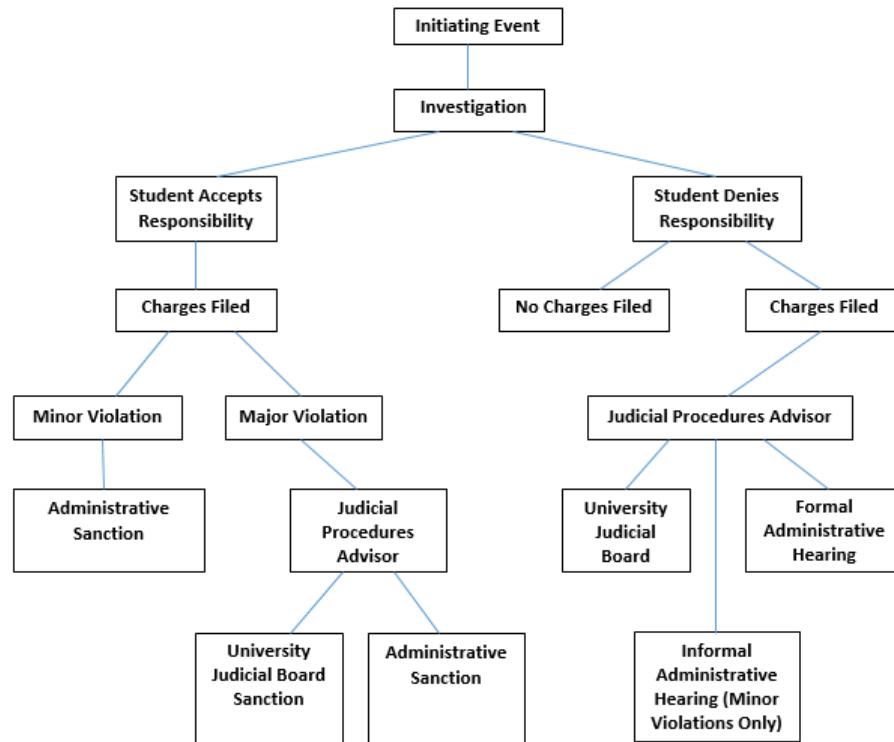 Initiating Event
Investigation
Student Accepts
Responsibility
Student Denies
Responsibility
Charges Filed
No Charges Filed
Charges Filed
Minor Violation
Major Violation
Judicial Procedures Advisor
Administrative
Sanction
Judicial
Procedures
Advisor
University
Judicial
Board
Formal
Administrative
Hearing
University
Judicial Board
Sanction
Administrative
Sanction
Informal
Administrative
Hearing (Minor
Violations Only)